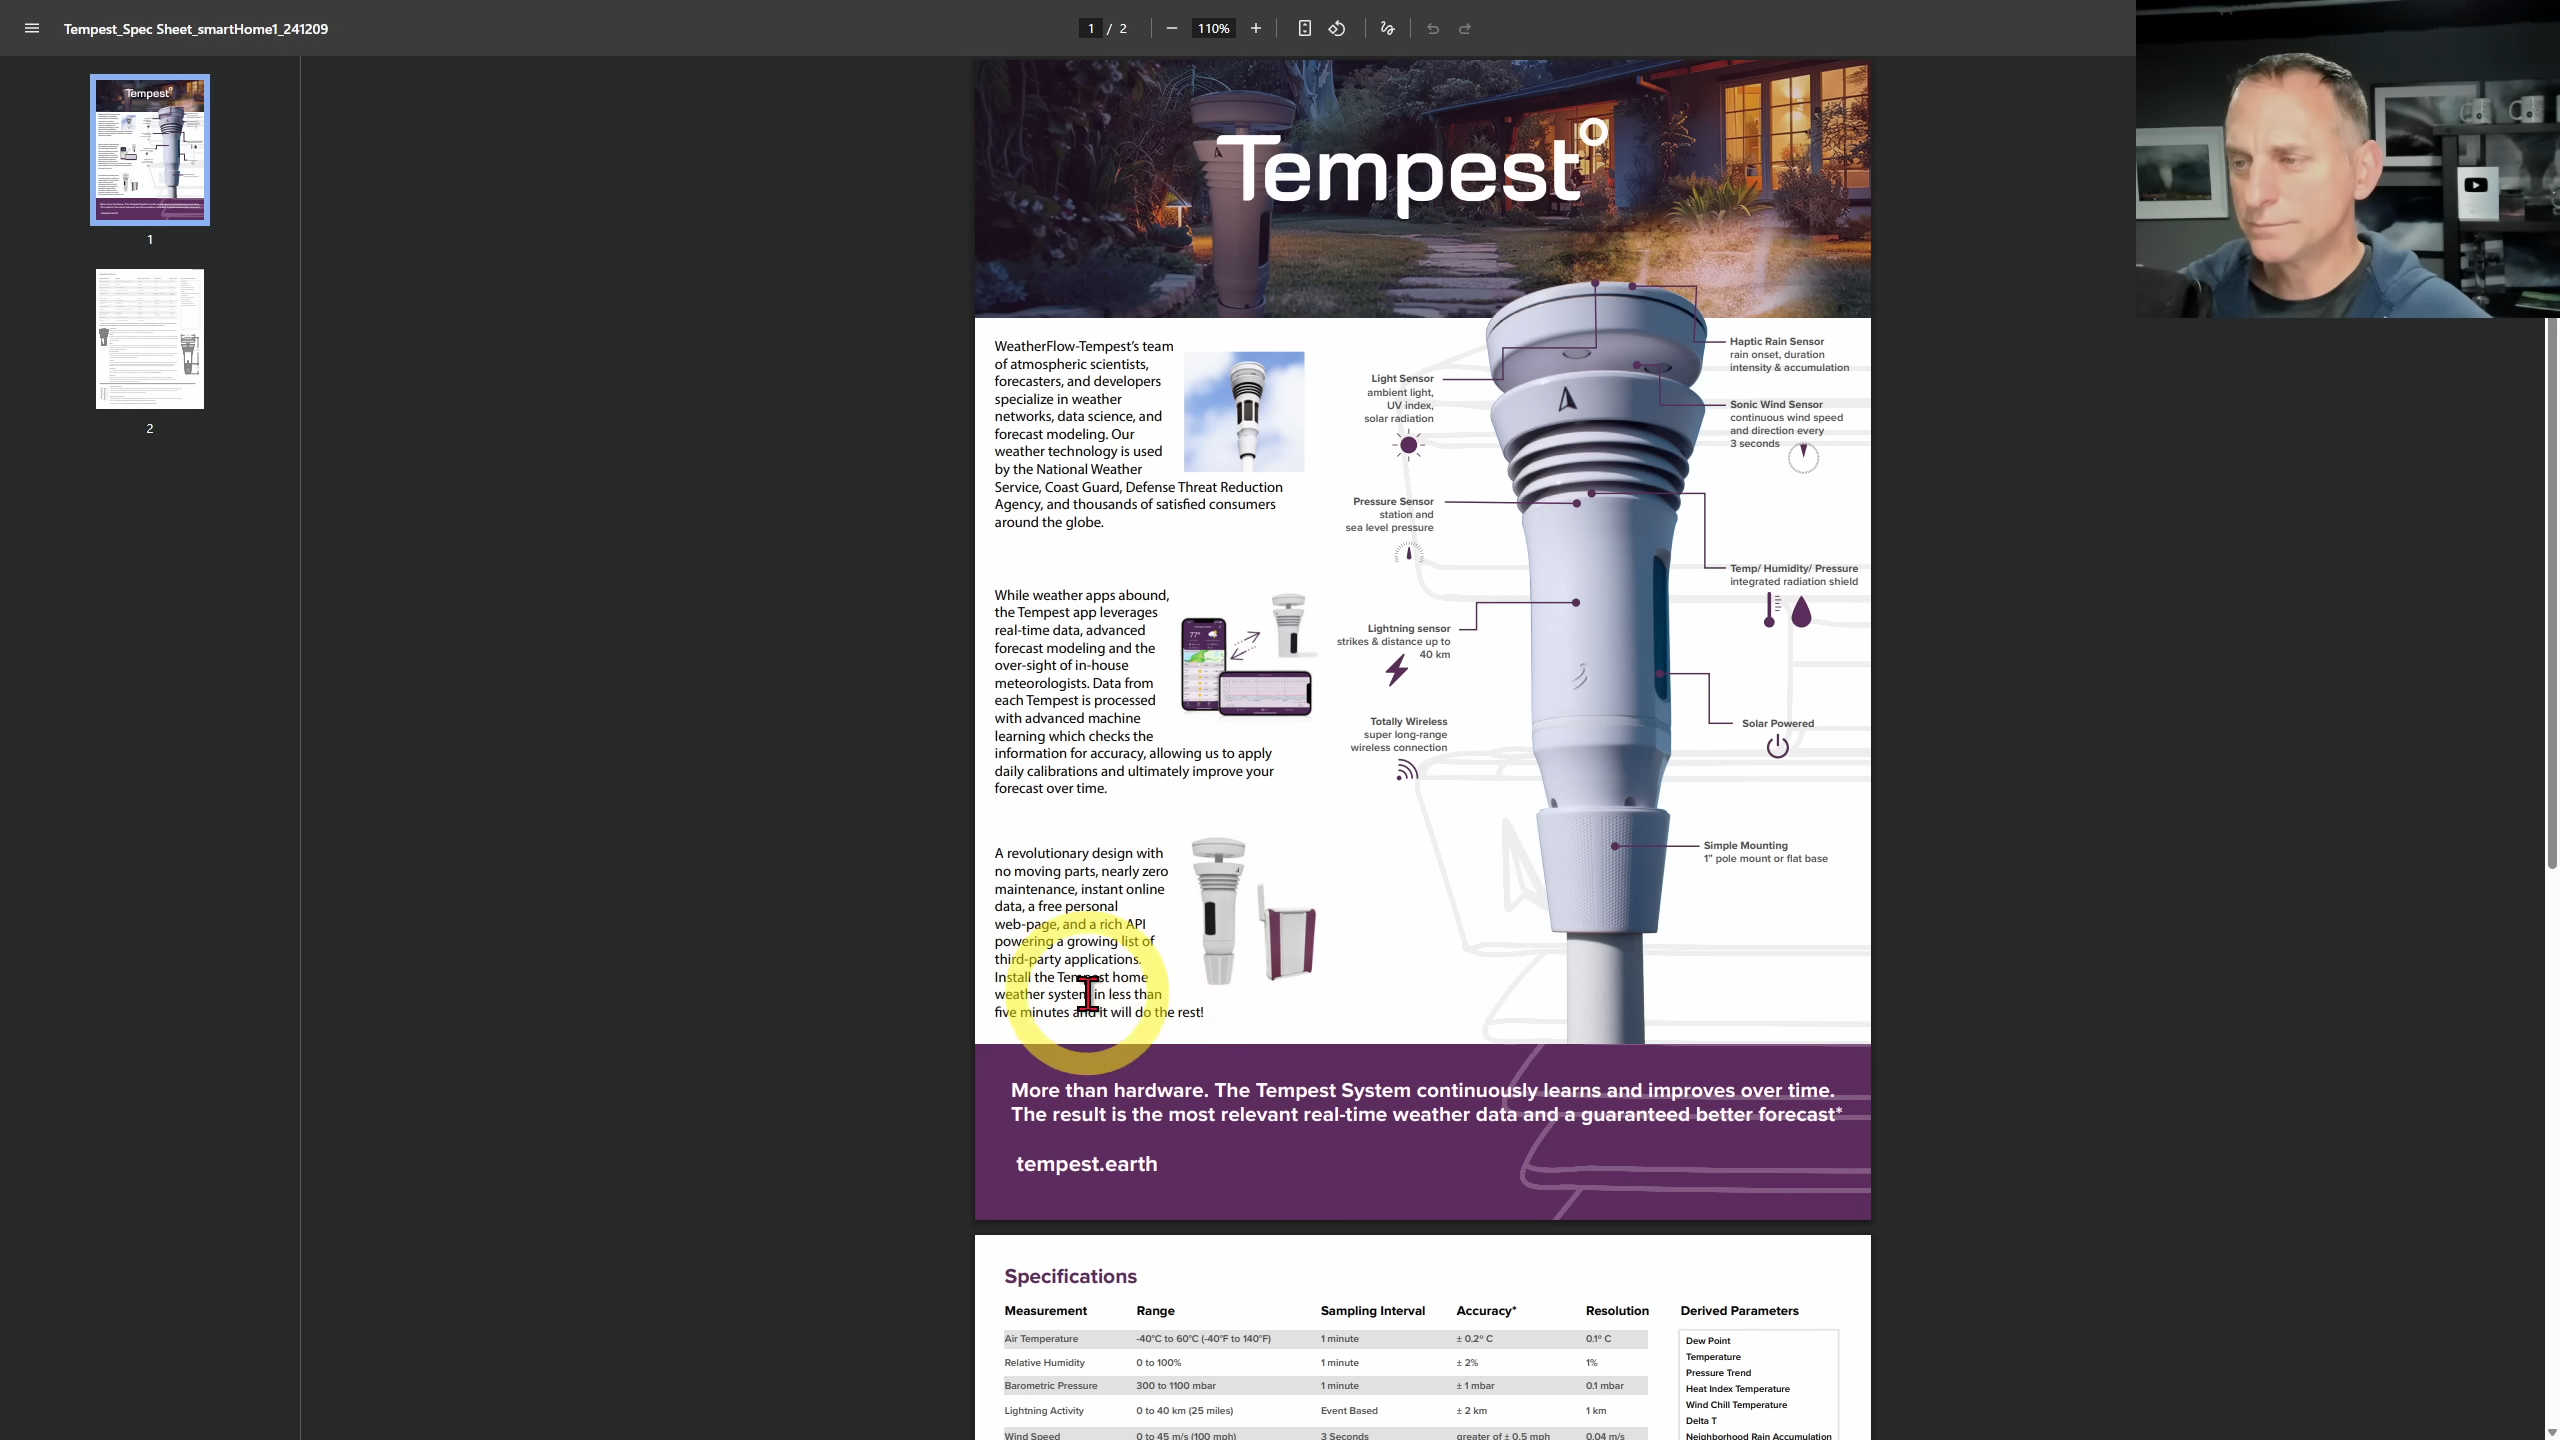 Tempest_Spec Sheet_smartHome1_241209
1 / 2
110%
1
2
Tempest°
WeatherFlow-Tempest's team
of atmospheric scientists,
forecasters, and developers
specialize in weather
networks, data science, and
forecast modeling. Our
weather technology is used
by the National Weather
Service, Coast Guard, Defense Threat Reduction
Agency, and thousands of satisfied consumers
around the globe.
While weather apps abound,
the Tempest app leverages
real-time data, advanced
forecast modeling and the
over-sight of in-house
meteorologists. Data from
each Tempest is processed
with advanced machine
learning which checks the
information for accuracy, allowing us to apply
daily calibrations and ultimately improve your
forecast over time.
A revolutionary design with
no moving parts, nearly zero
maintenance, instant online
data, a free personal
web-page, and a rich API
powering a growing list of
third-party applications.
Install the Tempest home
weather system in less than
five minutes and it will do the rest!
Light Sensor
ambient light,
UV index,
solar radiation
Pressure Sensor
station and
sea level pressure
Lightning sensor
strikes & distance up to
40 km
Totally Wireless
super long-range
wireless connection
Haptic Rain Sensor
rain onset, duration
intensity & accumulation
Sonic Wind Sensor
continuous wind speed
and direction every
3 seconds
Temp/ Humidity/ Pressure
integrated radiation shield
Solar Powered
Simple Mounting
1” pole mount or flat base
More than hardware. The Tempest System continuously learns and improves over time.
The result is the most relevant real-time weather data and a guaranteed better forecast*
tempest.earth
Specifications
Measurement Range Sampling Interval Accuracy* Resolution
Air Temperature -40°C to 60°C (-40°F to 140°F) 1 minute ± 0.2º C 0.1º C
Relative Humidity 0 to 100% 1 minute ± 2% 1%
Barometric Pressure 300 to 1100 mbar 1 minute ± 1 mbar 0.1 mbar
Lightning Activity 0 to 40 km (25 miles) Event Based ± 2 km 1 km
Wind Speed 0 to 45 m/s (100 mph) 3 Seconds greater of ± 0.5 mph 0.04 m/s
Derived Parameters
Dew Point
Temperature
Pressure Trend
Heat Index Temperature
Wind Chill Temperature
Delta T
Neighborhood Rain Accumulation